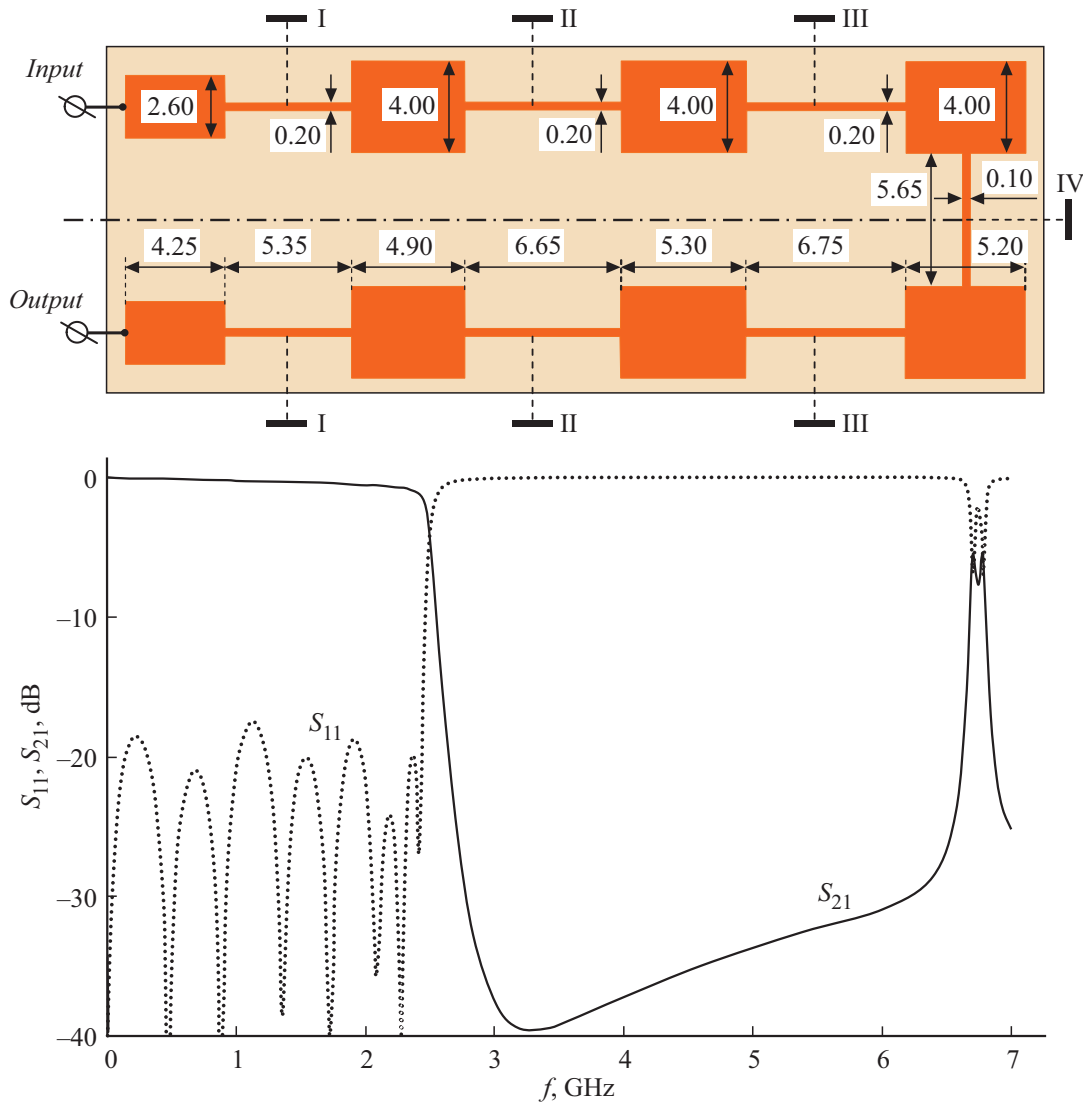 I II III
Input
2.60 4.00 4.00 4.00
0.20 0.20 0.20
5.65 0.10 IV
4.25 5.35 4.90 6.65 5.30 6.75 5.20
Output
I II III
0
–10
–20
–30
–40
S11, S21, dB
S11
S21
0 1 2 3 4 5 6 7
f, GHz